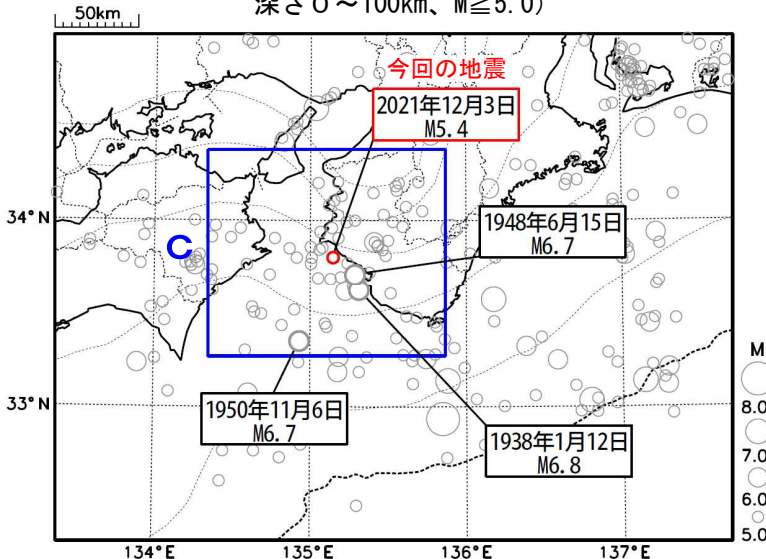 深さ0～100km、M≧5.0)
50km
今回の地震
2021年12月3日
M5.4
34°N
C
1948年6月15日
M6.7
M
33°N
1950年11月6日
M6.7
1938年1月12日
M6.8
8.0
7.0
6.0
5.0
134°E
135°E
136°E
137°E